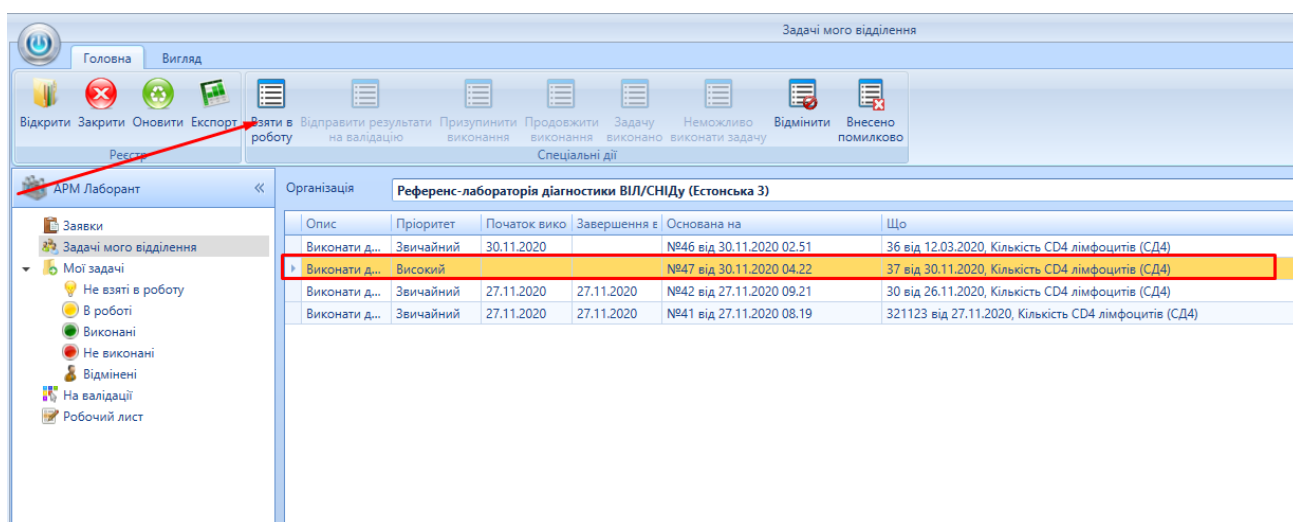 Задачі мого відділення
Головна Вигляд
Відкрити Закрити Оновити Експорт Взяти в роботу Відправити результати на валідацію Призупинити виконання Продовжити виконання Задачу виконано Неможливо виконати задачу Відмінити Внесено помилково
Реєстр Спеціальні дії
АРМ Лаборант «
Організація Референс-лабораторія діагностики ВІЛ/СНІДу (Естонська 3)
Заявки
Задачі мого відділення
Мої задачі
Не взяті в роботу
В роботі
Виконані
Не виконані
Відмінені
На валідації
Робочий лист
Опис Пріоритет Початок вико Завершення в Основана на Що
Виконати д... Звичайний 30.11.2020 №46 від 30.11.2020 02.51 36 від 12.03.2020, Кількість CD4 лімфоцитів (СД4)
Виконати д... Високий №47 від 30.11.2020 04.22 37 від 30.11.2020, Кількість CD4 лімфоцитів (СД4)
Виконати д... Звичайний 27.11.2020 27.11.2020 №42 від 27.11.2020 09.21 30 від 26.11.2020, Кількість CD4 лімфоцитів (СД4)
Виконати д... Звичайний 27.11.2020 27.11.2020 №41 від 27.11.2020 08.19 321123 від 27.11.2020, Кількість CD4 лімфоцитів (СД4)